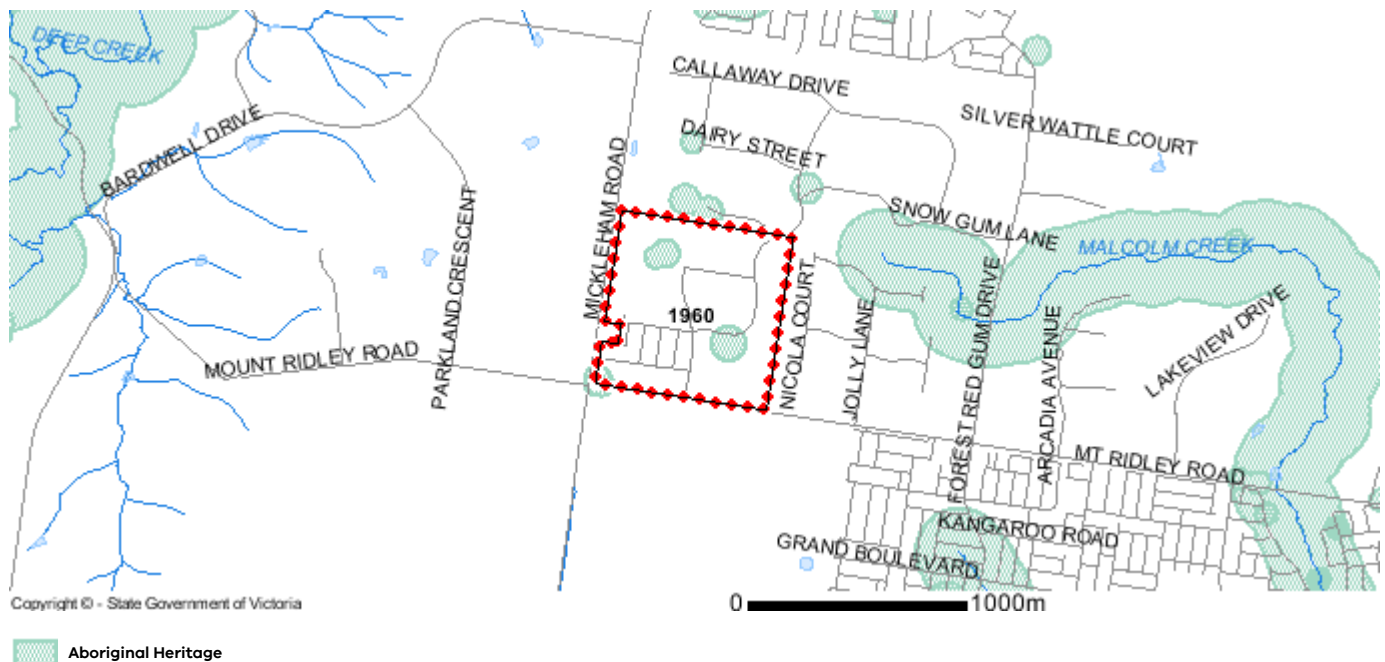 DEEP CREEK
CALLAWAY DRIVE
SILVER WATTLE COURT
BARDWELL DRIVE
DAIRY STREET
MICKLEHAM ROAD
PARKLAND CRESCENT
SNOW GUM LANE
MALCOLM CREEK
NICOLA COURT
JOLLY LANE
FOREST RED GUM DRIVE
ARCADIA AVENUE
LAKEVIEW DRIVE
1960
MOUNT RIDLEY ROAD
MT RIDLEY ROAD
KANGAROO ROAD
GRAND BOULEVARD
Copyright © - State Government of Victoria
0 1000m
Aboriginal Heritage